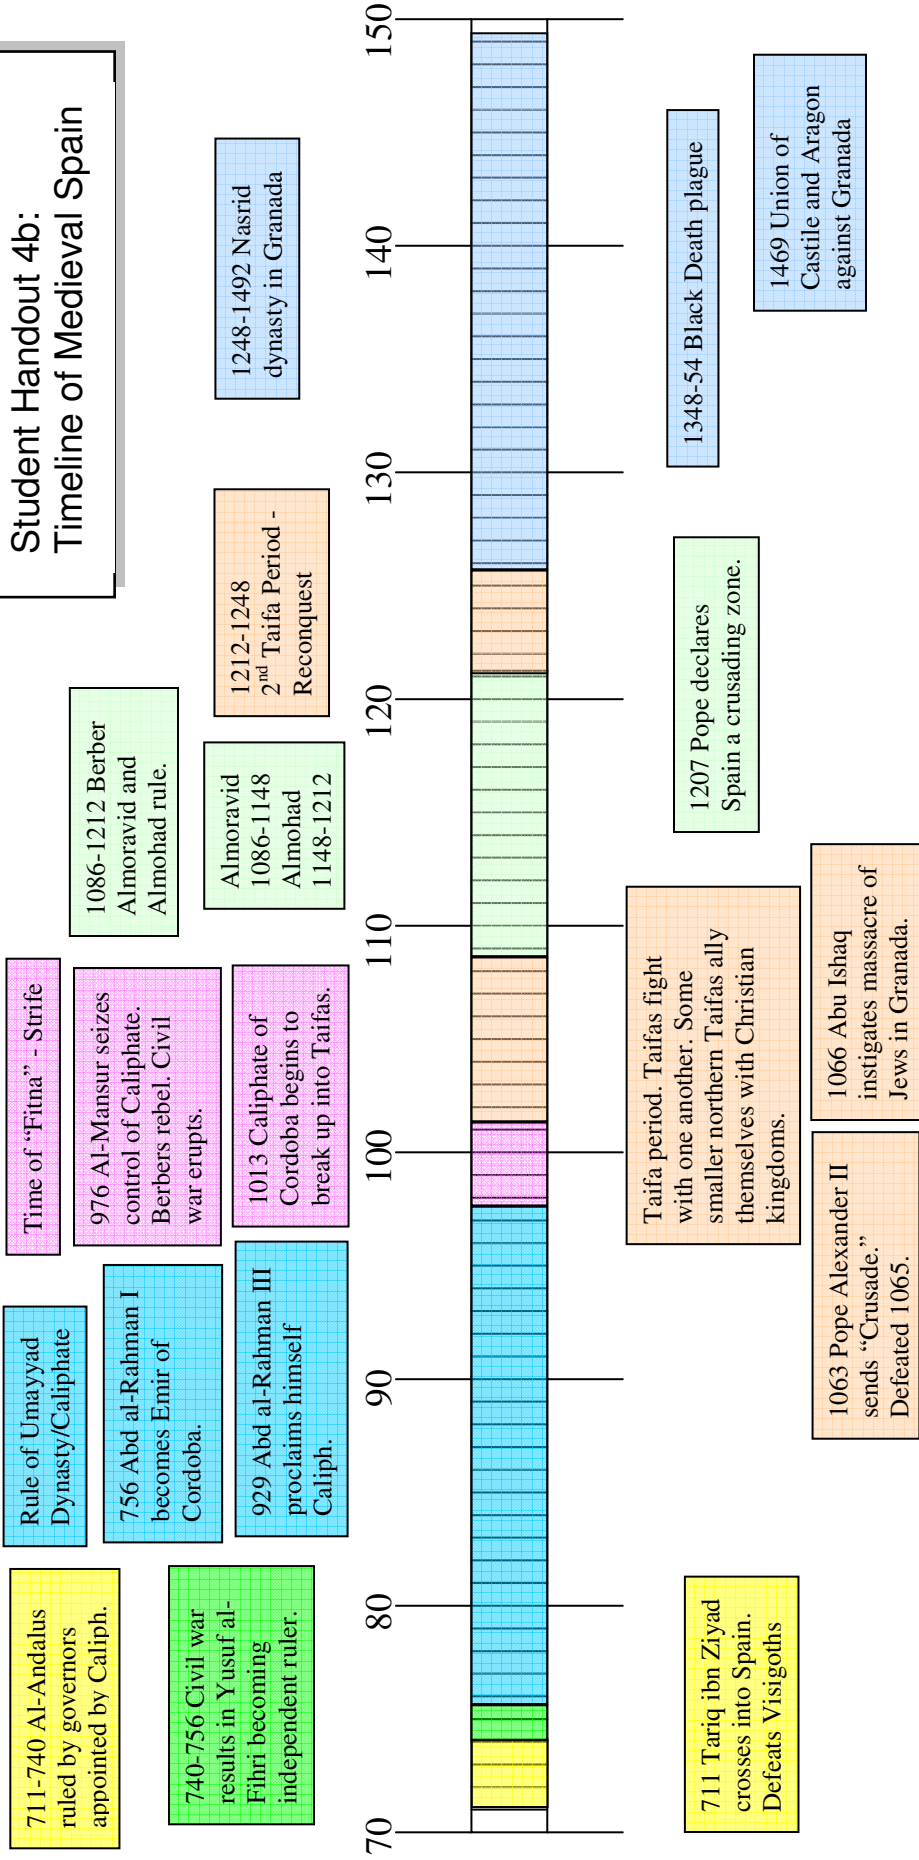 Student Handout 4b:
Timeline of Medieval Spain
711-740 Al-Andalus
ruled by governors
appointed by Caliph.
740-756 Civil war
results in Yusuf al-
Fihri becoming
independent ruler.
Rule of Umayyad
Dynasty/Caliphate
756 Abd al-Rahman I
becomes Emir of
Cordoba.
929 Abd al-Rahman III
proclaims himself
Caliph.
Time of “Fitna” - Strife
976 Al-Mansur seizes
control of Caliphate.
Berbers rebel. Civil
war erupts.
1013 Caliphate of
Cordoba begins to
break up into Taifas.
1086-1212 Berber
Almoravid and
Almohad rule.
Almoravid
1086-1148
Almohad
1148-1212
1212-1248
2nd Taifa Period -
Reconquest
1248-1492 Nasrid
dynasty in Granada
70
80
90
100
110
120
130
140
150
711 Tariq ibn Ziyad
crosses into Spain.
Defeats Visigoths
Taifa period. Taifas fight
with one another. Some
smaller northern Taifas ally
themselves with Christian
kingdoms.
1063 Pope Alexander II
sends “Crusade.”
Defeated 1065.
1066 Abu Ishaq
instigates massacre of
Jews in Granada.
1207 Pope declares
Spain a crusading zone.
1348-54 Black Death plague
1469 Union of
Castile and Aragon
against Granada